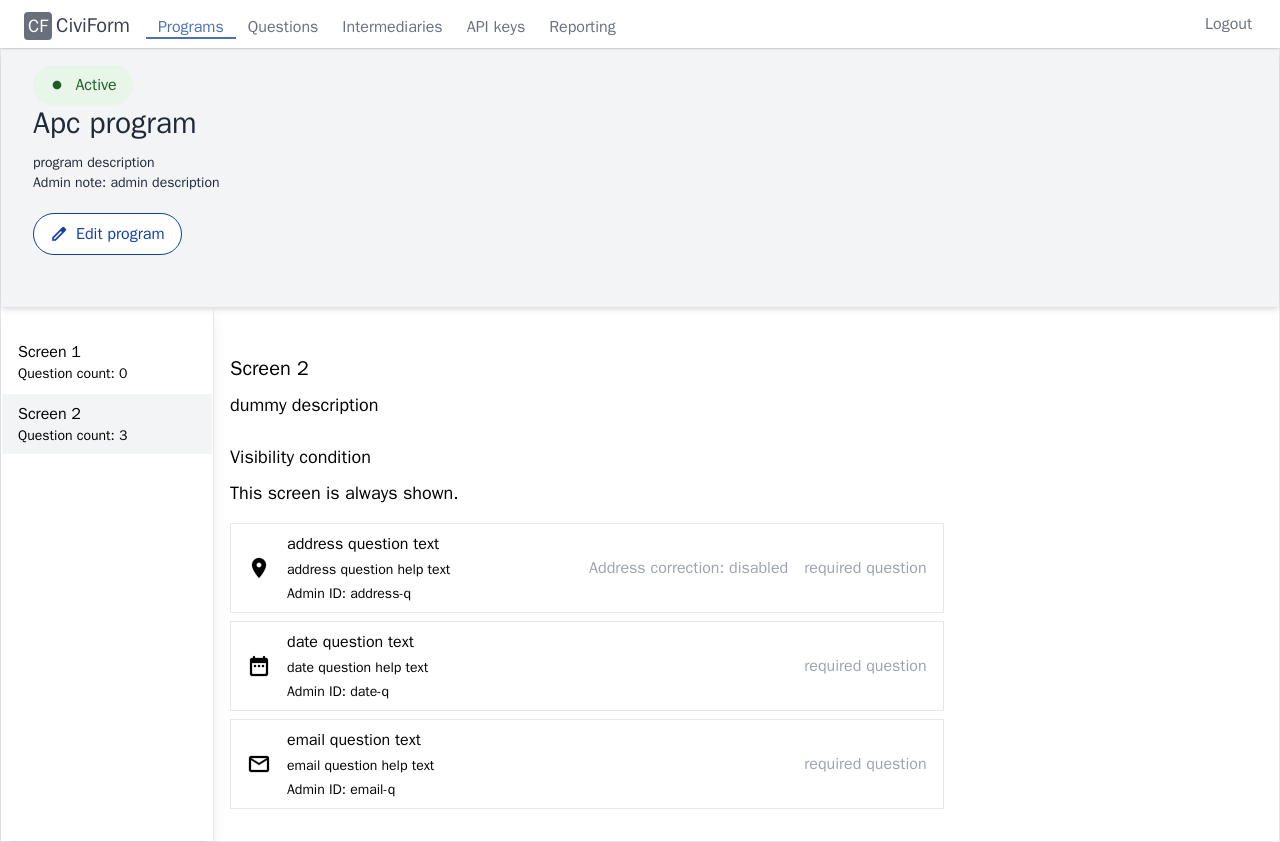 CF CiviForm Programs Questions Intermediaries API keys Reporting Logout
Active
Apc program
program description
Admin note: admin description
Edit program
Screen 1
Question count: 0
Screen 2
Question count: 3
Screen 2
dummy description
Visibility condition
This screen is always shown.
address question text
address question help text
Admin ID: address-q
Address correction: disabled required question
date question text
date question help text
Admin ID: date-q
required question
email question text
email question help text
Admin ID: email-q
required question